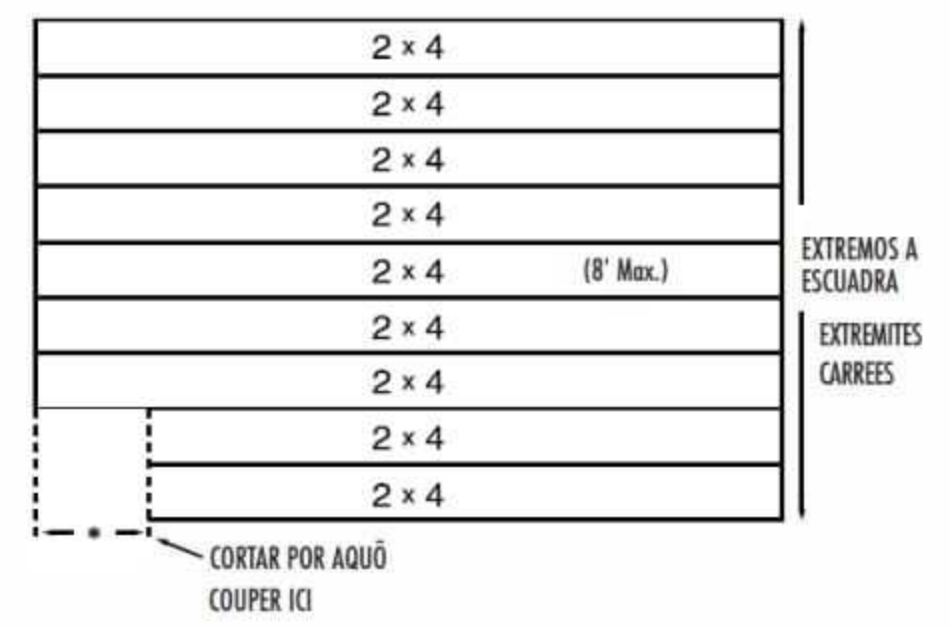 2 x 4
2 x 4
2 x 4
2 x 4
2 x 4 (8' Max.)
2 x 4
2 x 4
2 x 4
2 x 4
EXTREMOS A
ESCUADRA
EXTREMITES
CARREES
*
CORTAR POR AQUÔ
COUPER ICI